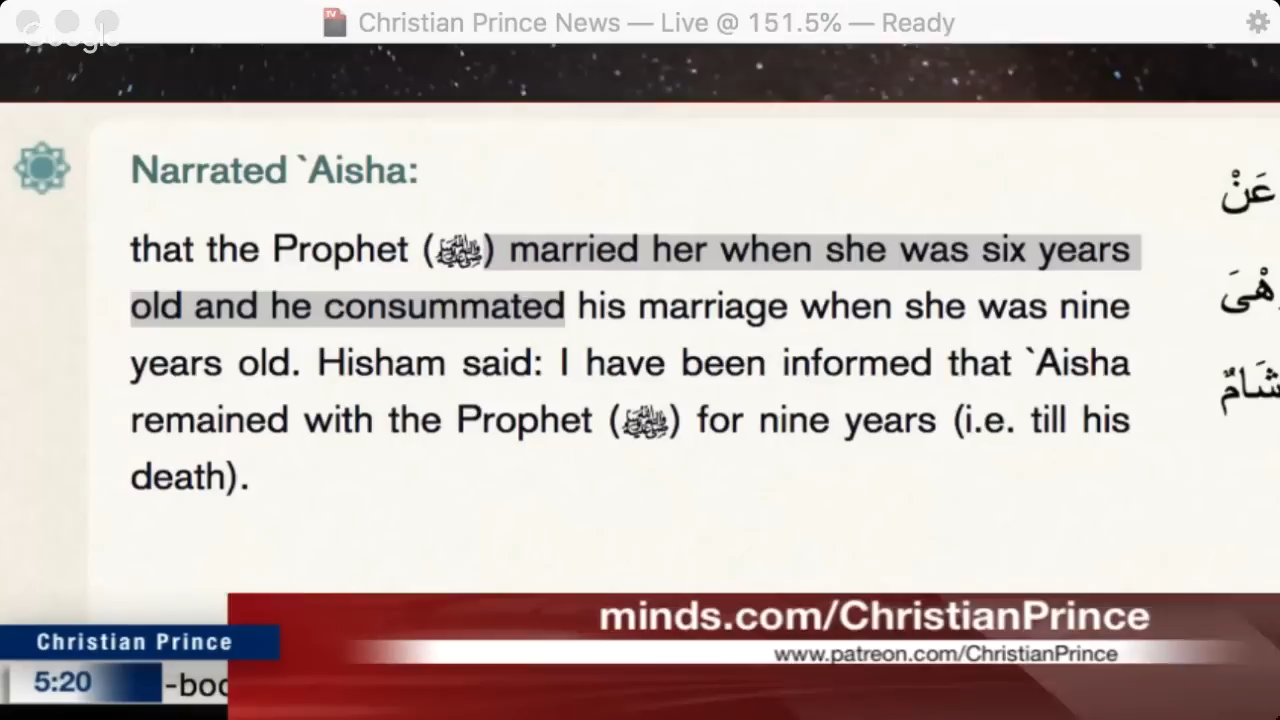 Christian Prince News — Live @ 151.5% — Ready
Google
Narrated `Aisha:
that the Prophet (ﷺ) married her when she was six years
old and he consummated his marriage when she was nine
years old. Hisham said: I have been informed that `Aisha
remained with the Prophet (ﷺ) for nine years (i.e. till his
death).
عَنْ
وَهْىَ
شَامٌ
minds.com/ChristianPrince
www.patreon.com/ChristianPrince
Christian Prince
5:20
-boo